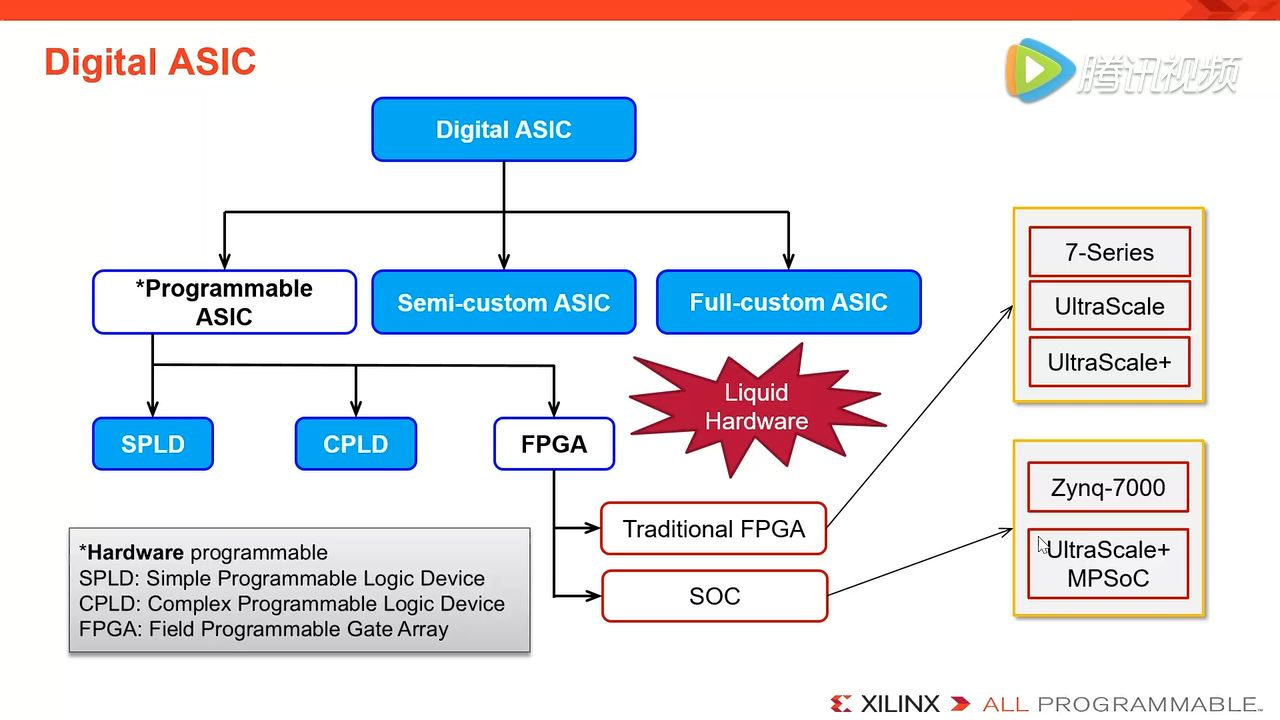 Digital ASIC
腾讯视频
Digital ASIC
*Programmable
ASIC
Semi-custom ASIC
Full-custom ASIC
7-Series
UltraScale
UltraScale+
Liquid
Hardware
SPLD
CPLD
FPGA
Traditional FPGA
SOC
Zynq-7000
UltraScale+
MPSoC
*Hardware programmable
SPLD: Simple Programmable Logic Device
CPLD: Complex Programmable Logic Device
FPGA: Field Programmable Gate Array
XILINX ALL PROGRAMMABLE™